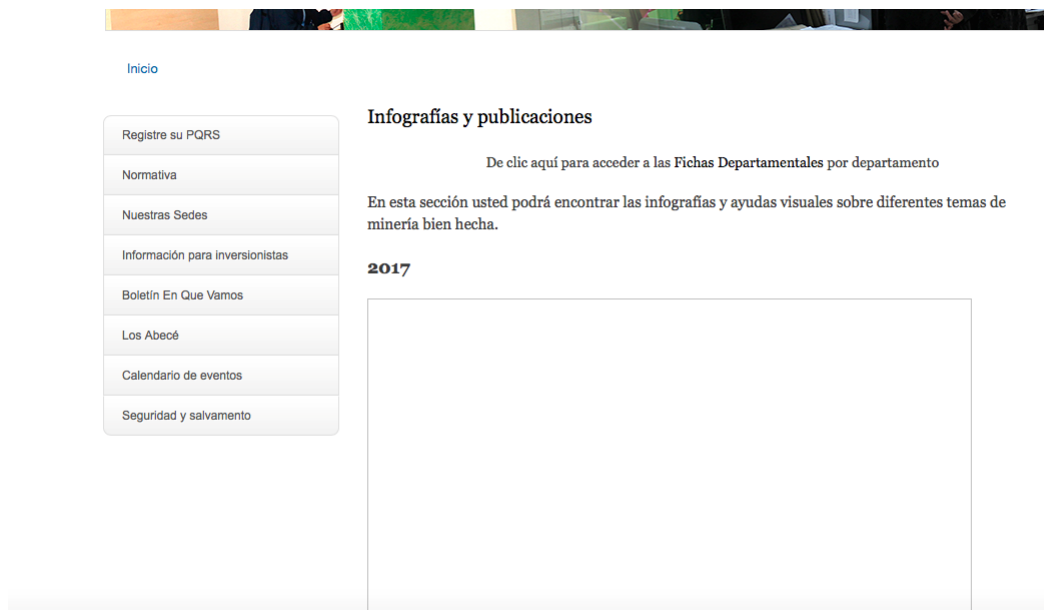 Inicio
Registre su PQRS
Normativa
Nuestras Sedes
Información para inversionistas
Boletín En Que Vamos
Los Abecé
Calendario de eventos
Seguridad y salvamento
Infografías y publicaciones
De clic aquí para acceder a las Fichas Departamentales por departamento
En esta sección usted podrá encontrar las infografías y ayudas visuales sobre diferentes temas de
minería bien hecha.
2017